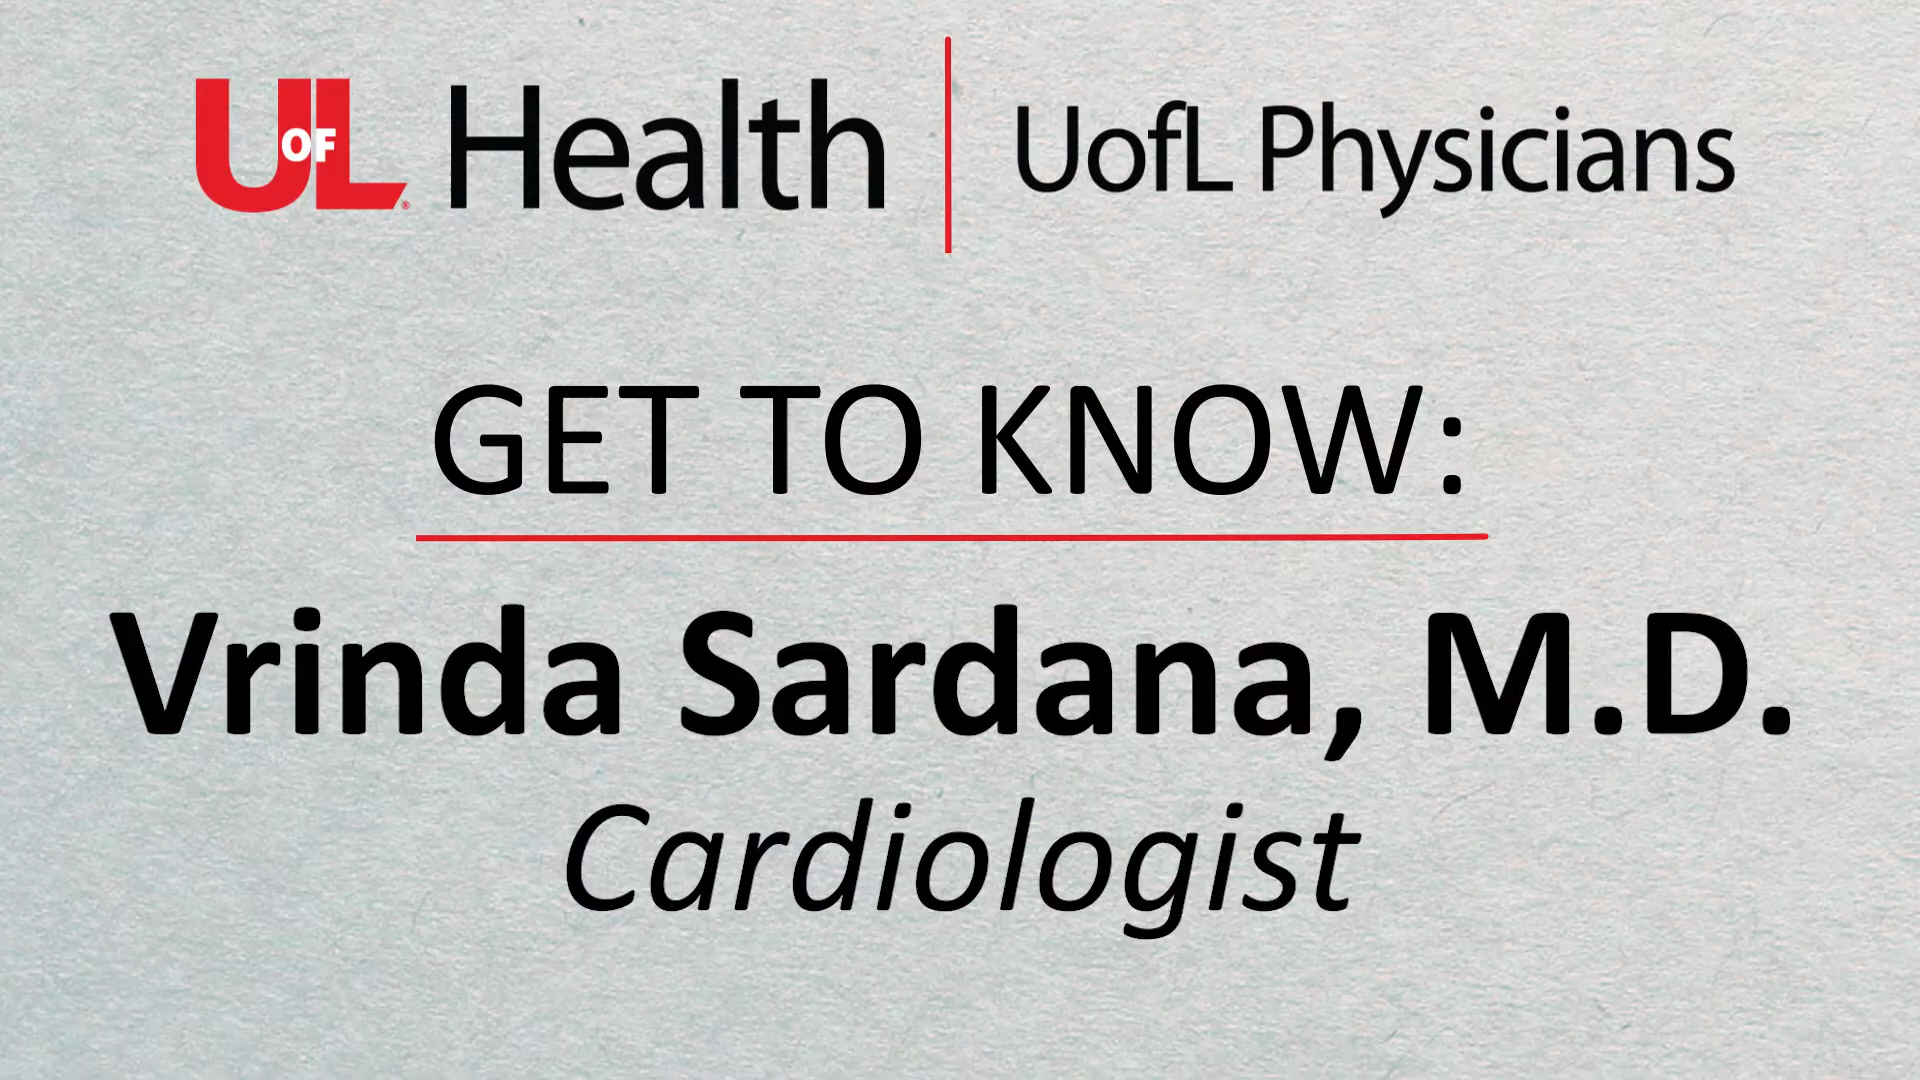 UofL Health | UofL Physicians
GET TO KNOW:
Vrinda Sardana, M.D.
Cardiologist